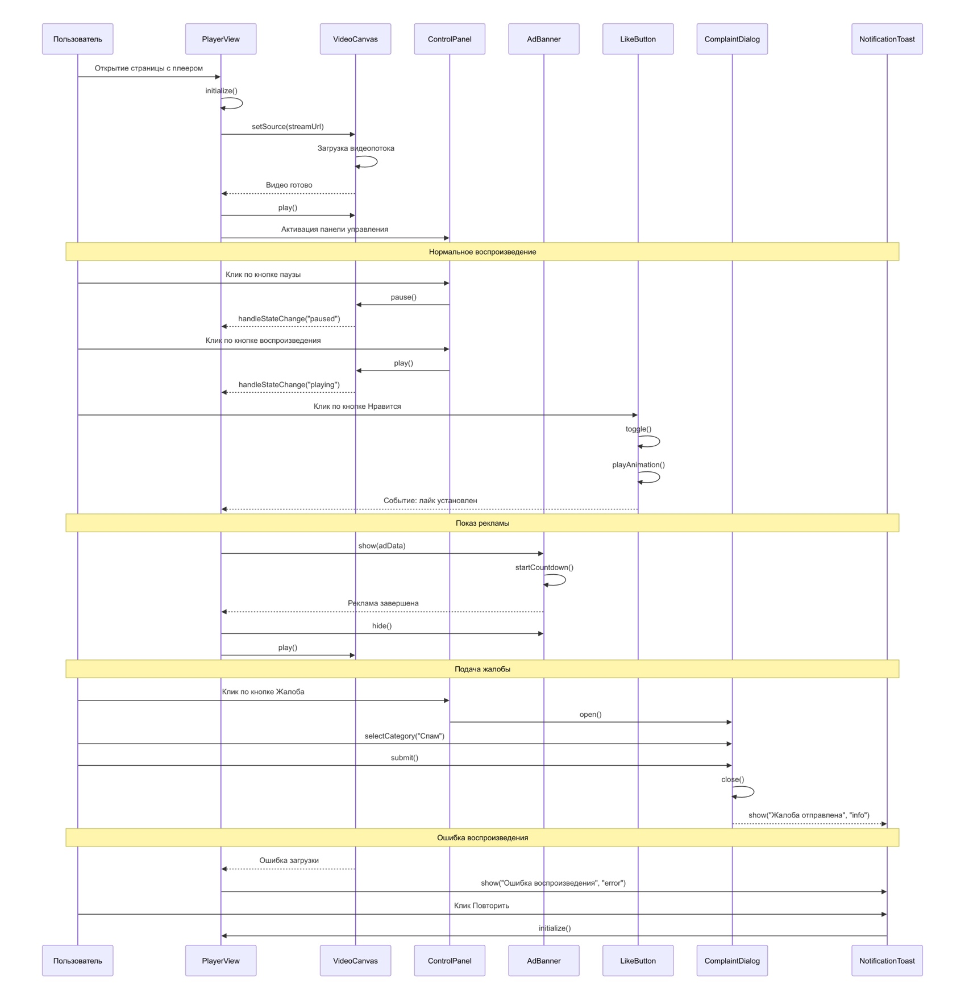 Пользователь
PlayerView
VideoCanvas
ControlPanel
AdBanner
LikeButton
ComplaintDialog
NotificationToast
Открытие страницы с плеером
initialize()
setSource(streamUrl)
Загрузка видеопотока
Видео готово
play()
Активация панели управления
Нормальное воспроизведение
Клик по кнопке паузы
pause()
handleStateChange("paused")
Клик по кнопке воспроизведения
play()
handleStateChange("playing")
Клик по кнопке Нравится
toggle()
playAnimation()
Событие: лайк установлен
Показ рекламы
show(adData)
startCountdown()
Реклама завершена
hide()
play()
Подача жалобы
Клик по кнопке Жалоба
open()
selectCategory("Спам")
submit()
close()
show("Жалоба отправлена", "info")
Ошибка воспроизведения
Ошибка загрузки
show("Ошибка воспроизведения", "error")
Клик Повторить
initialize()
Пользователь
PlayerView
VideoCanvas
ControlPanel
AdBanner
LikeButton
ComplaintDialog
NotificationToast